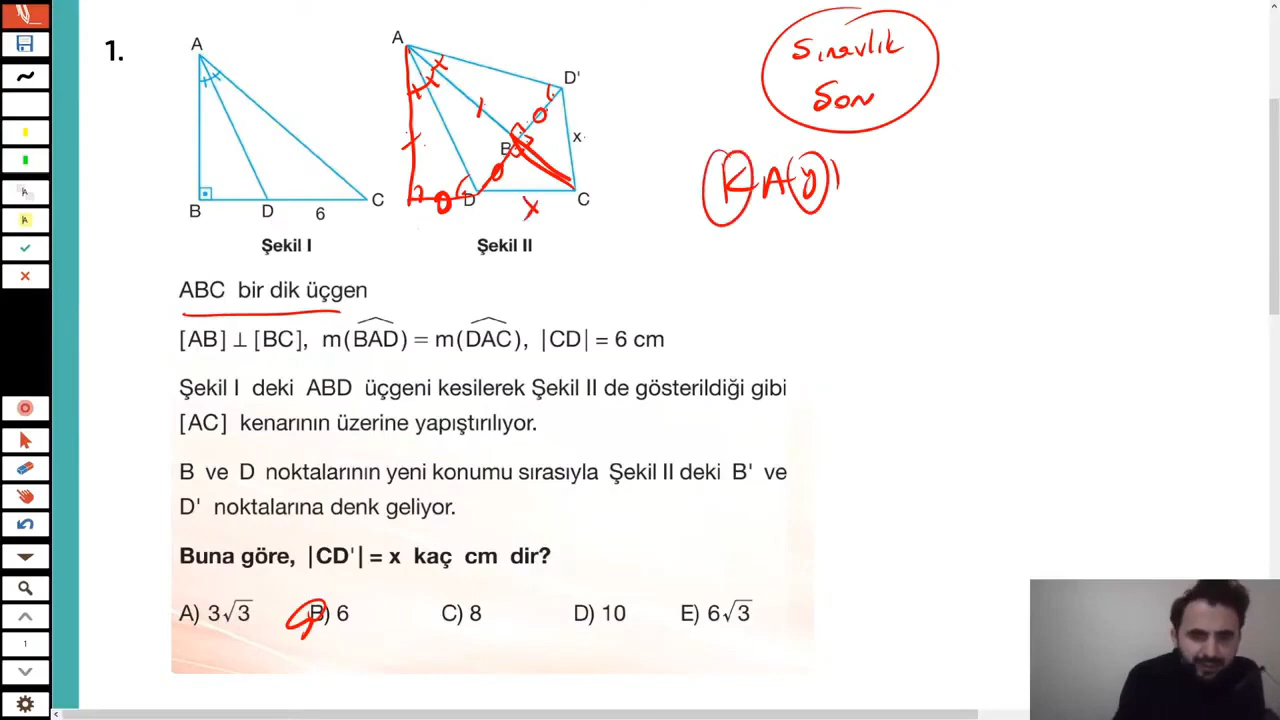 1.
A
B
D
6
C
Şekil I
A
D'
x
B
D
C
x
Şekil II
Sınavlık
Son
ABC bir dik üçgen
[AB] ⊥ [BC], m(BAD) = m(DAC), |CD| = 6 cm
Şekil I deki ABD üçgeni kesilerek Şekil II de gösterildiği gibi
[AC] kenarının üzerine yapıştırılıyor.
B ve D noktalarının yeni konumu sırasıyla Şekil II deki B' ve
D' noktalarına denk geliyor.
Buna göre, |CD'| = x kaç cm dir?
A) 3√3 B) 6 C) 8 D) 10 E) 6√3